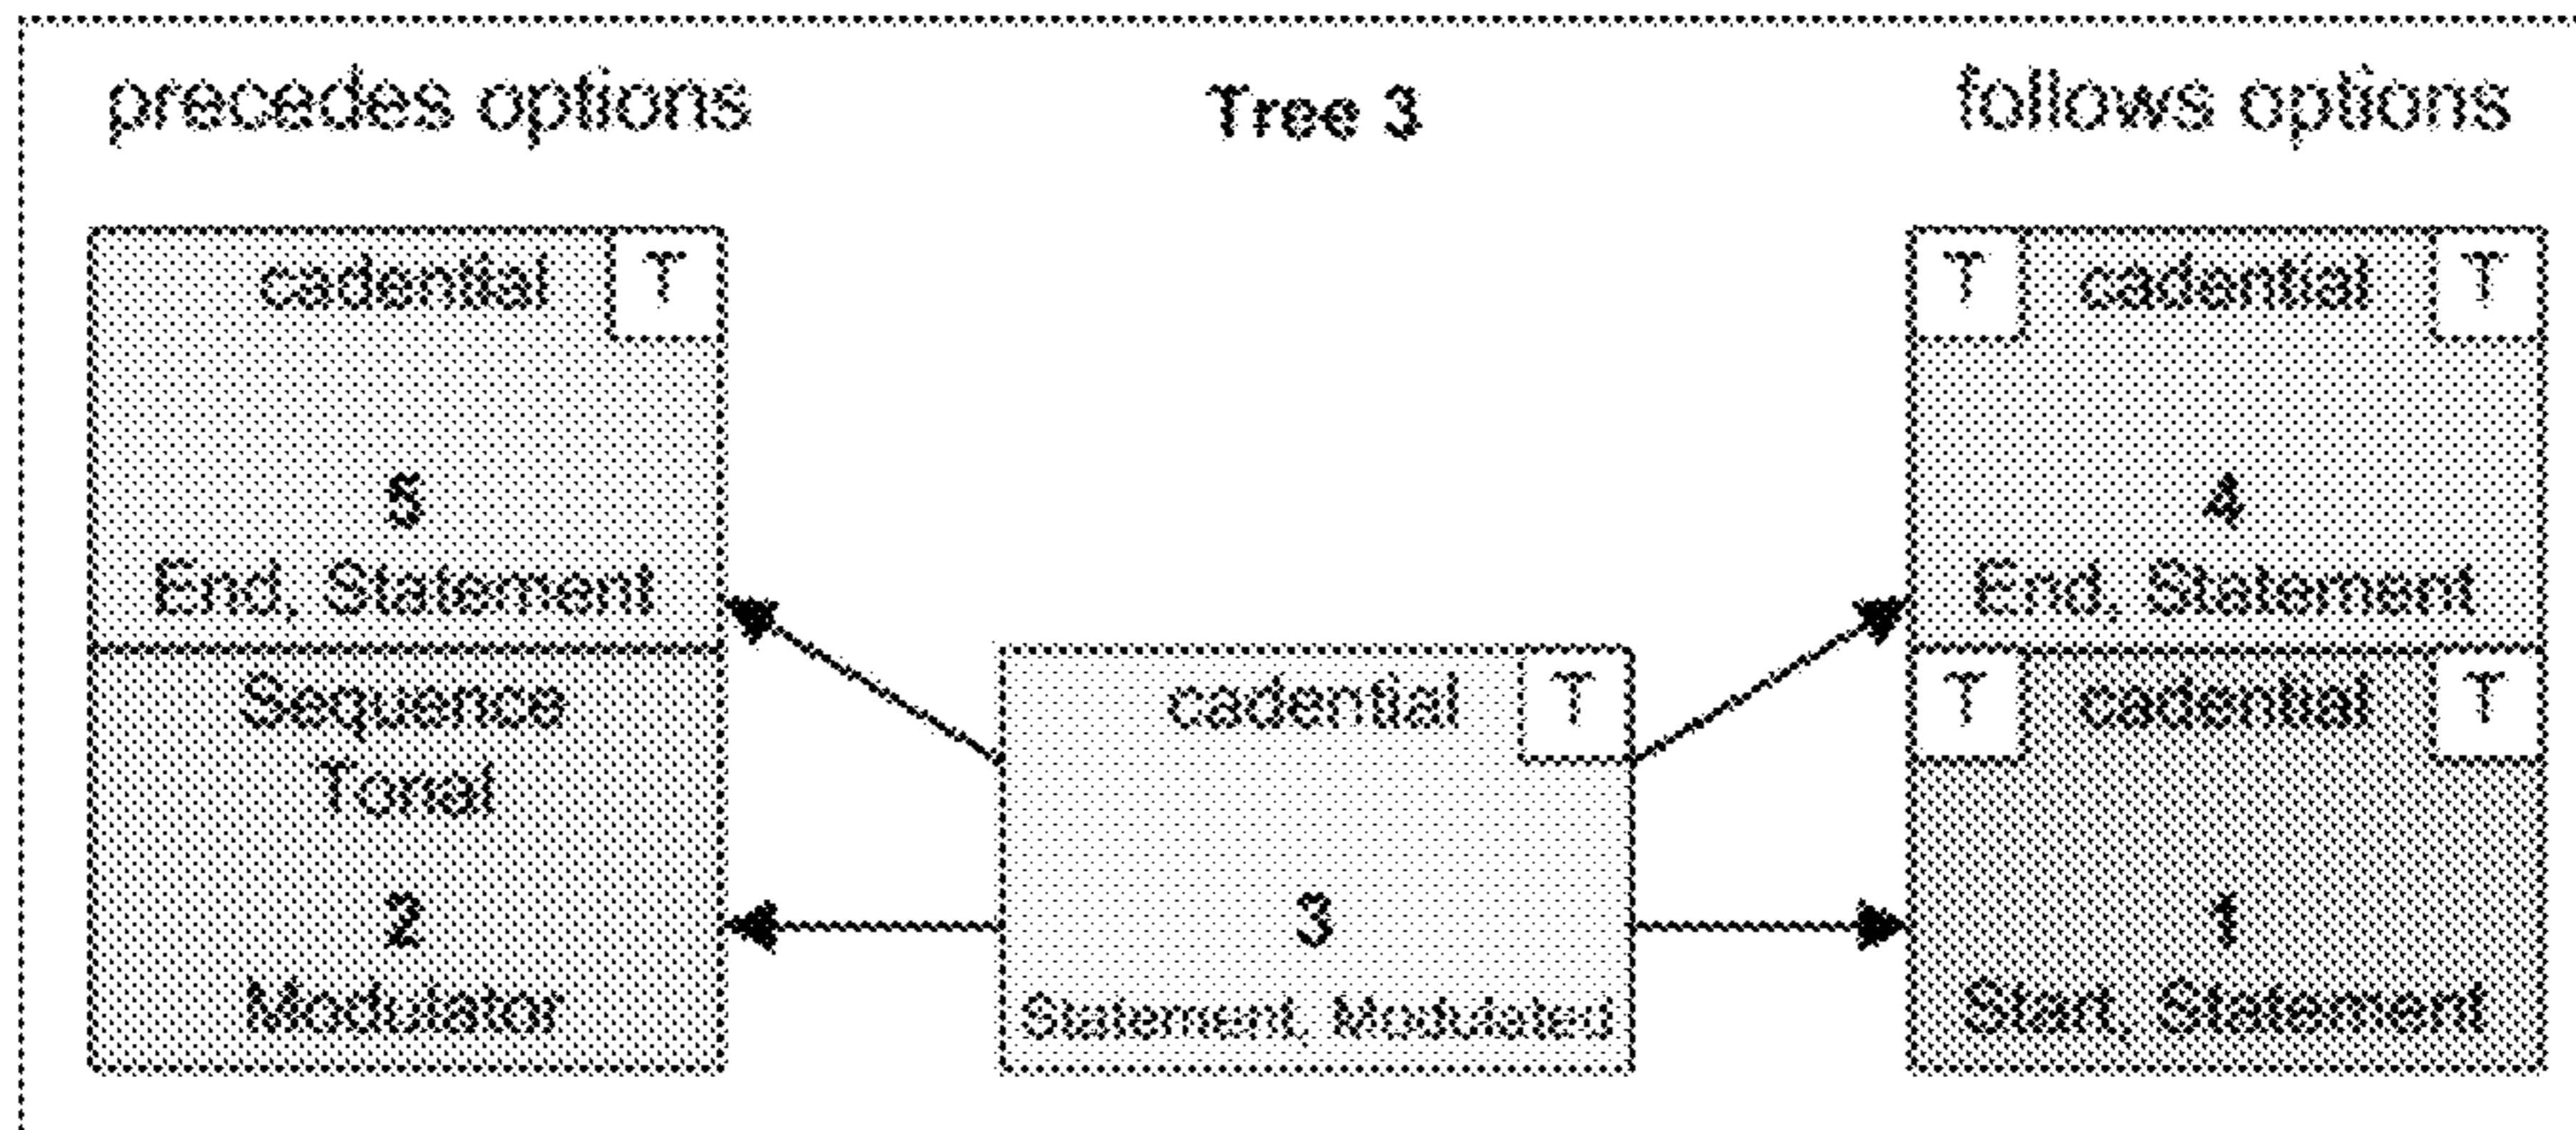 precedes options
Tree 3
follows options
cadential T
5
End, Statement
Sequence
Tonal
2
Modulator
cadential T
3
Statement, Modulated
T cadential T
4
End, Statement
T cadential T
1
Start, Statement